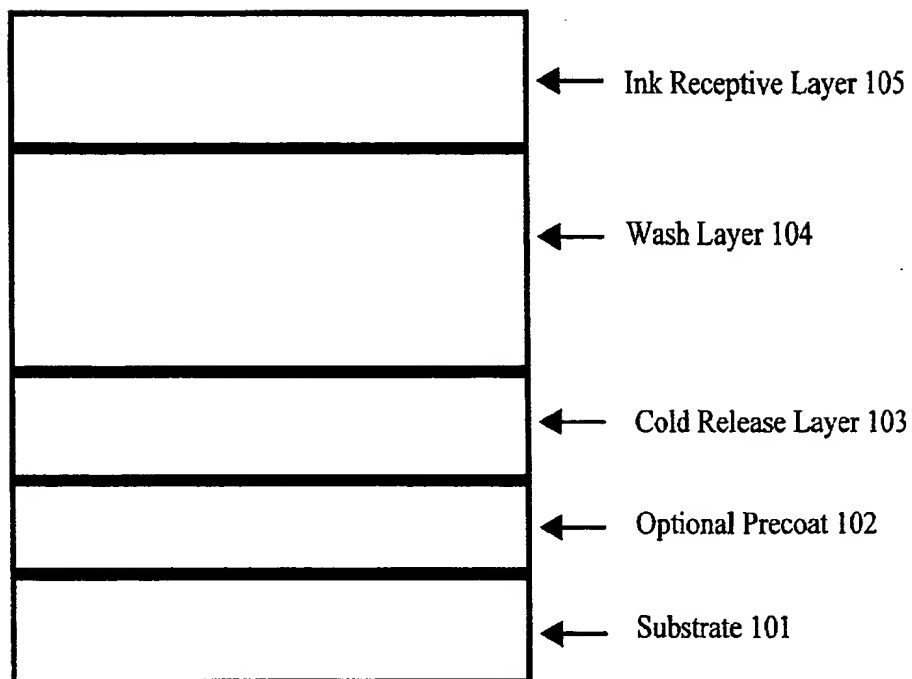 Ink Receptive Layer 105
Wash Layer 104
Cold Release Layer 103
Optional Precoat 102
Substrate 101